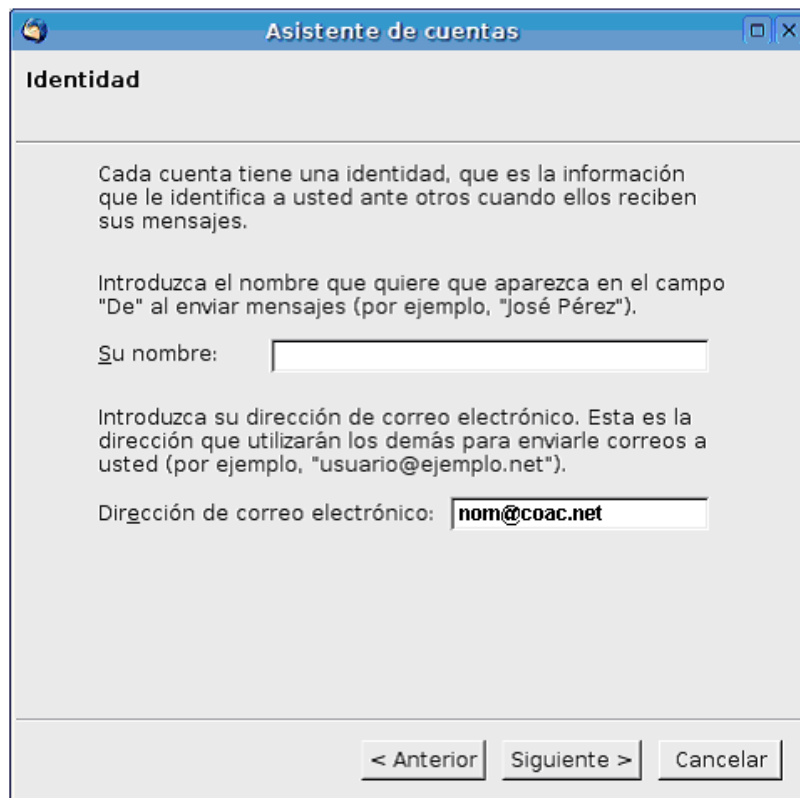 Asistente de cuentas
Identidad
Cada cuenta tiene una identidad, que es la información
que le identifica a usted ante otros cuando ellos reciben
sus mensajes.
Introduzca el nombre que quiere que aparezca en el campo
"De" al enviar mensajes (por ejemplo, "José Pérez").
Su nombre:
Introduzca su dirección de correo electrónico. Esta es la
dirección que utilizarán los demás para enviarle correos a
usted (por ejemplo, "usuario@ejemplo.net").
Dirección de correo electrónico: nom@coac.net
< Anterior Siguiente > Cancelar